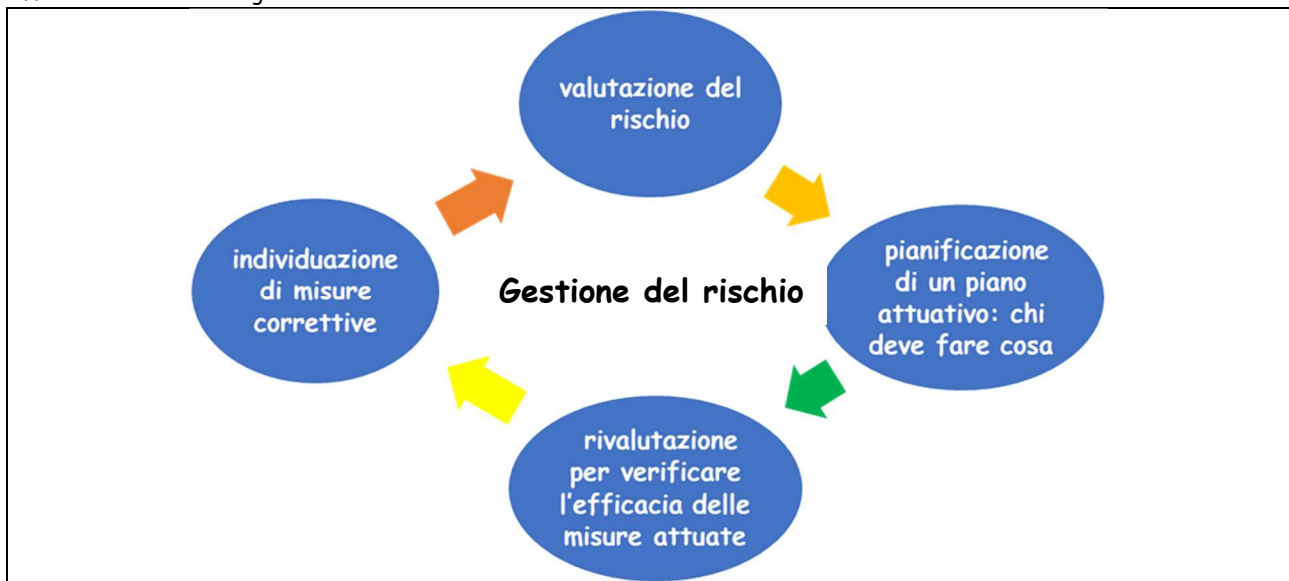 valutazione del
rischio
individuazione
di misure
correttive
Gestione del rischio
pianificazione
di un piano
attuativo: chi
deve fare cosa
rivalutazione
per verificare
l'efficacia delle
misure attuate